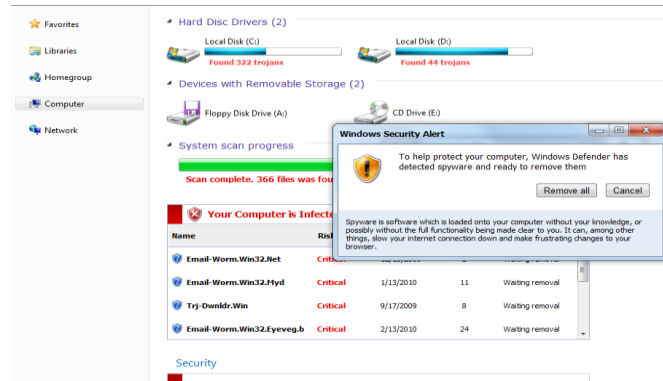 Favorites
Libraries
Homegroup
Computer
Network
Hard Disc Drivers (2)
Local Disk (C:)
Found 322 trojans
Local Disk (D:)
Found 44 trojans
Devices with Removable Storage (2)
Floppy Disk Drive (A:)
CD Drive (E:)
System scan progress
Scan complete. 366 files was fou
Windows Security Alert
To help protect your computer, Windows Defender has
detected spyware and ready to remove
them
Remove all
Cancel
Spyware is software which is loaded onto your computer without your knowledge, or
possibly without the full functionality being made clear to you. It can, among other
things, slow your internet connection down and make frustrating changes to your
browser.
Your Computer is Infecte
Name
Risl
Email-Worm.Win32.Net Critical
Email-Worm.Win32.Myd Critical 1/13/2010 11 Waiting removal
Trj-Dwnldr.Win Critical 9/17/2009 8 Waiting removal
Email-Worm.Win32.Eyeveg.b Critical 2/13/2010 24 Waiting removal
Security